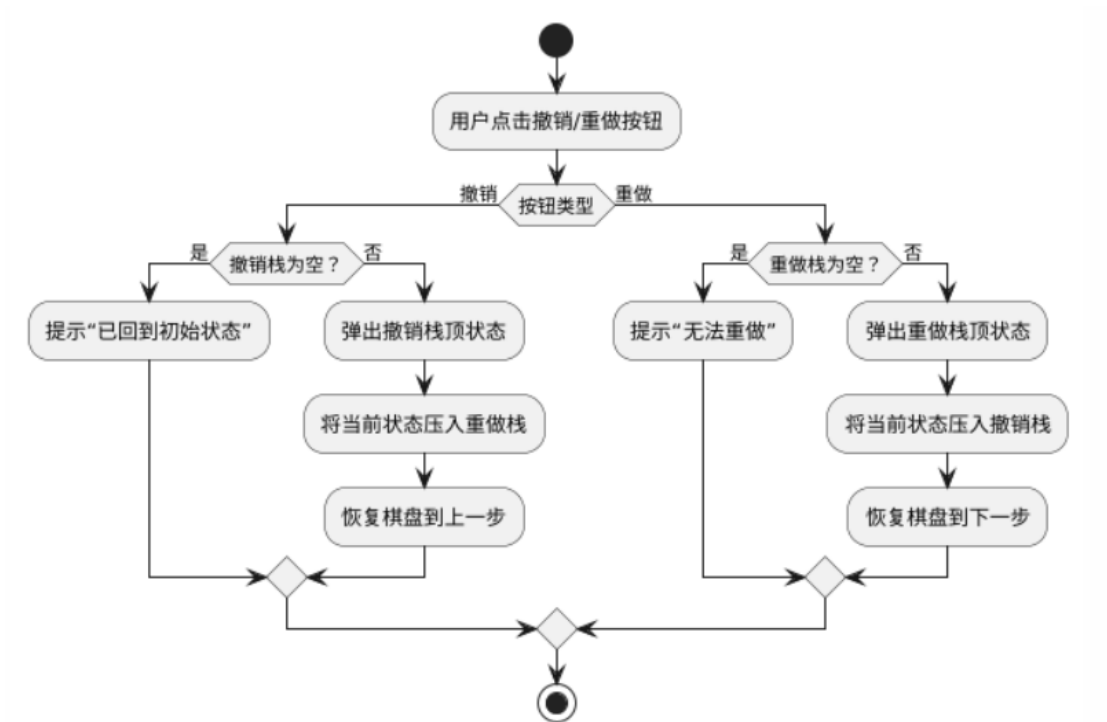 用户点击撤销/重做按钮
撤销
按钮类型
重做
是
撤销栈为空？
否
是
重做栈为空？
否
提示“已回到初始状态”
弹出撤销栈顶状态
提示“无法重做”
弹出重做栈顶状态
将当前状态压入重做栈
将当前状态压入撤销栈
恢复棋盘到上一步
恢复棋盘到下一步